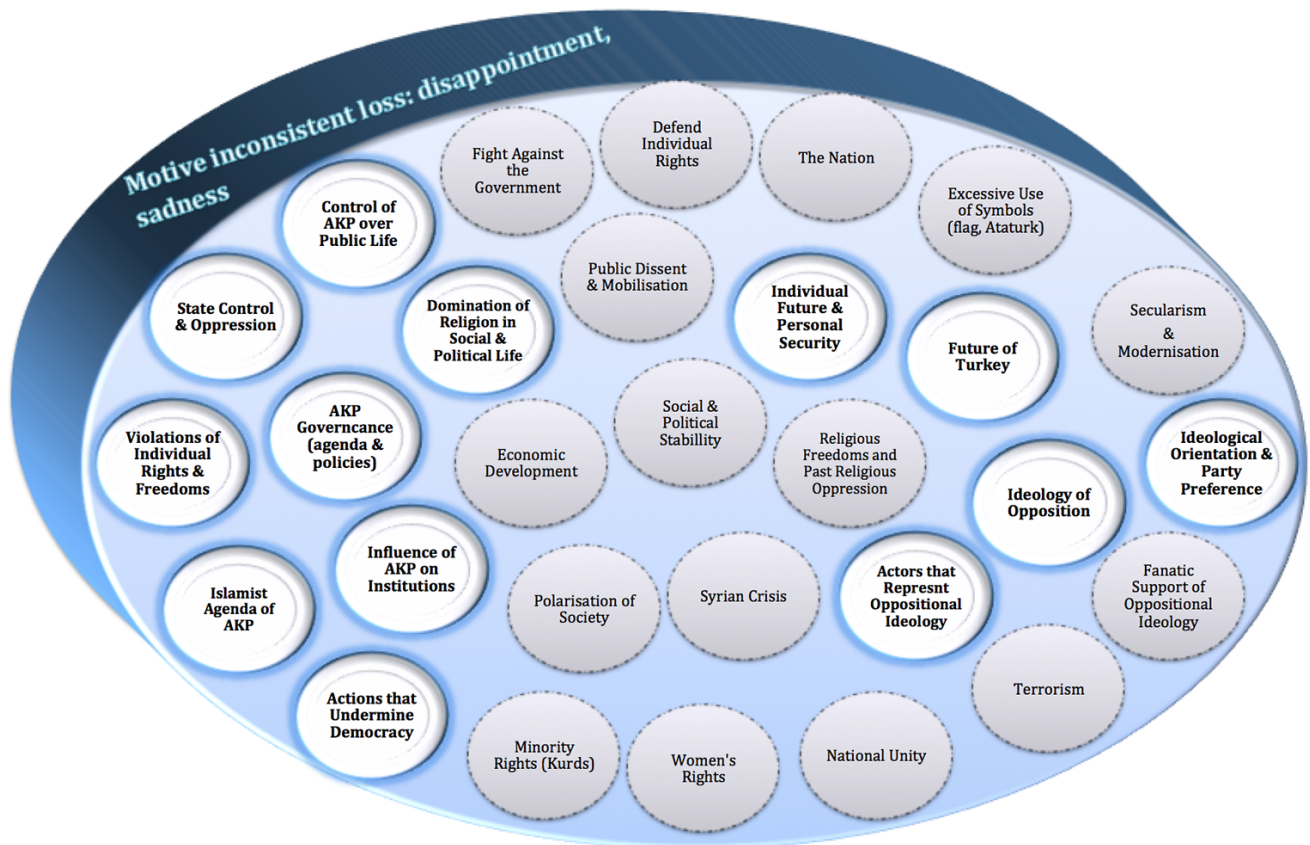 Motive inconsistent loss: disappointment,
sadness
Fight Against
the
Government
Defend
Individual
Rights
The Nation
Excessive Use
of Symbols
(flag, Ataturk)
Control of
AKP over
Public Life
Public Dissent
& Mobilisation
State Control
& Oppression
Domination of
Religion in
Social &
Political Life
Individual
Future &
Personal
Security
Future of
Turkey
Secularism
&
Modernisation
Violations of
Individual
Rights &
Freedoms
AKP
Governcance
(agenda &
policies)
Economic
Development
Social &
Political
Stabillity
Religious
Freedoms and
Past Religious
Oppression
Ideology of
Opposition
Ideological
Orientation &
Party
Preference
Islamist
Agenda of
AKP
Influence of
AKP on
Institutions
Polarisation of
Society
Syrian Crisis
Actors that
Represnt
Oppositional
Ideology
Fanatic
Support of
Oppositional
Ideology
Actions that
Undermine
Democracy
Minority
Rights (Kurds)
Women's
Rights
National Unity
Terrorism